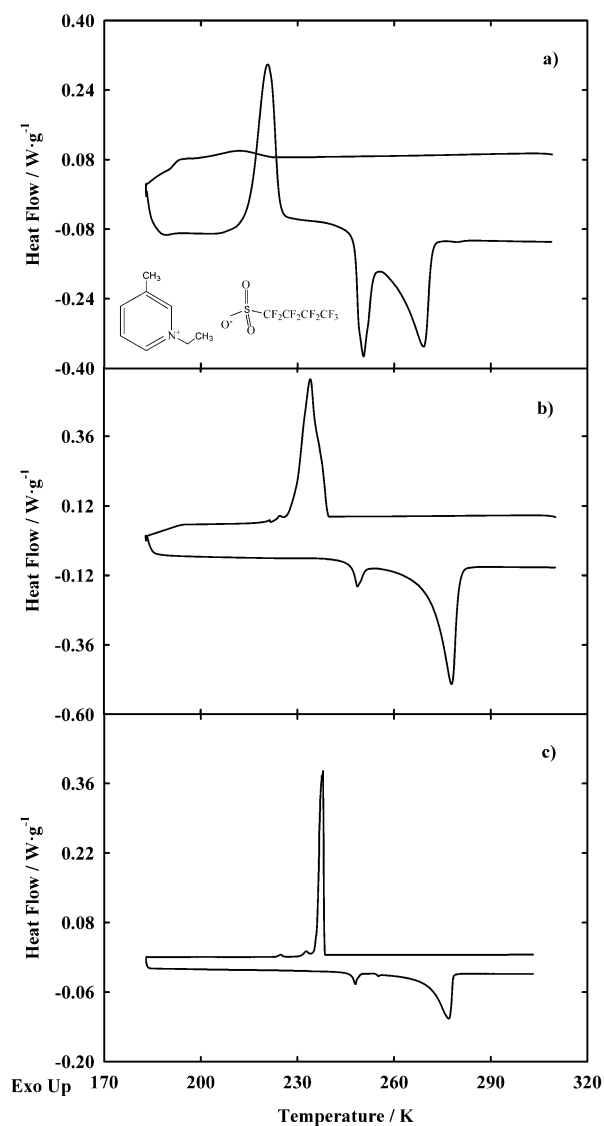 0.40
a)
0.24
0.08
-0.08
-0.24
-0.40
Heat Flow / W·g⁻¹
CH₃
N⁺
CH₃
O
S
O
O⁻
CF₂CF₂CF₂CF₃
b)
0.36
0.12
-0.12
-0.36
-0.60
Heat Flow / W·g⁻¹
c)
0.36
0.22
0.08
-0.06
-0.20
Heat Flow / W·g⁻¹
Exo Up
170 200 230 260 290 320
Temperature / K